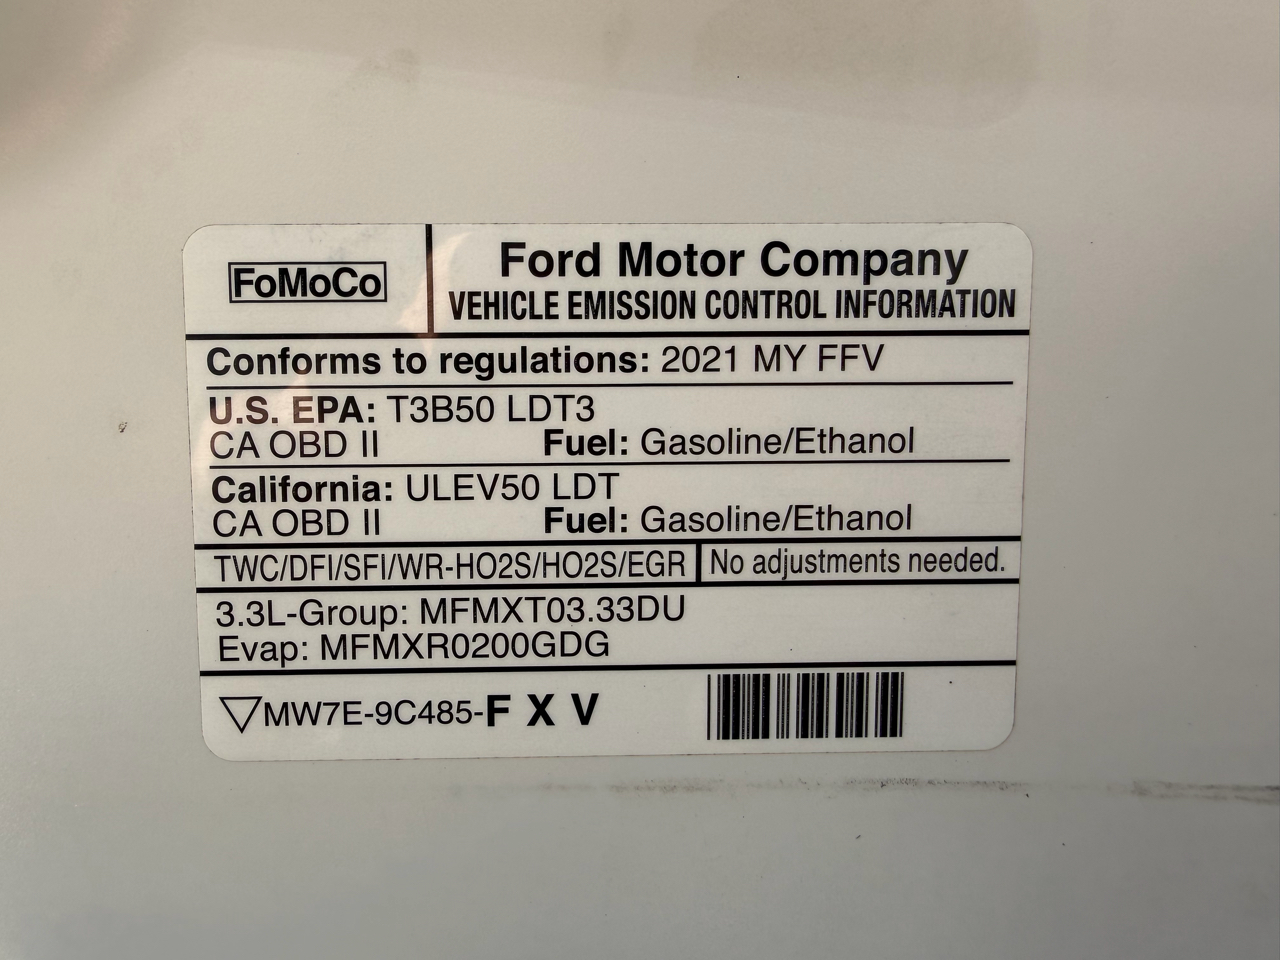 FoMoCo
Ford Motor Company
VEHICLE EMISSION CONTROL INFORMATION
Conforms to regulations: 2021 MY FFV
U.S. EPA: T3B50 LDT3
CA OBD II Fuel: Gasoline/Ethanol
California: ULEV50 LDT
CA OBD II Fuel: Gasoline/Ethanol
TWC/DFI/SFI/WR-HO2S/HO2S/EGR No adjustments needed.
3.3L-Group: MFMXT03.33DU
Evap: MFMXR0200GDG
▽MW7E-9C485-F X V